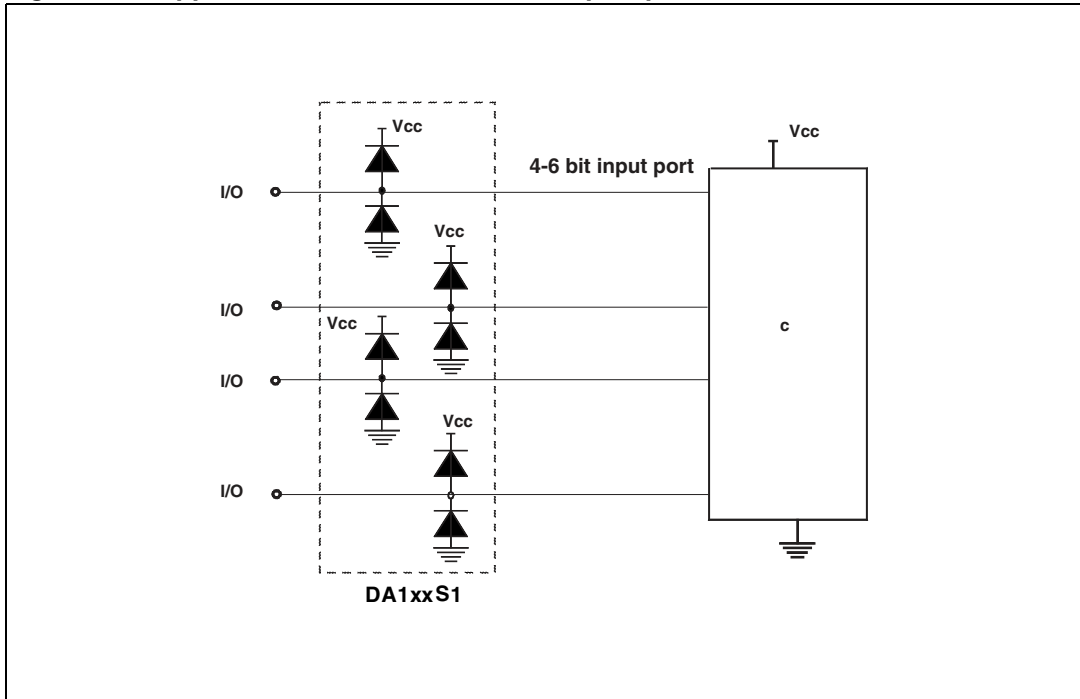 Vcc
Vcc
4-6 bit input port
I/O
Vcc
I/O
Vcc
c
I/O
Vcc
I/O
DA1xxS1